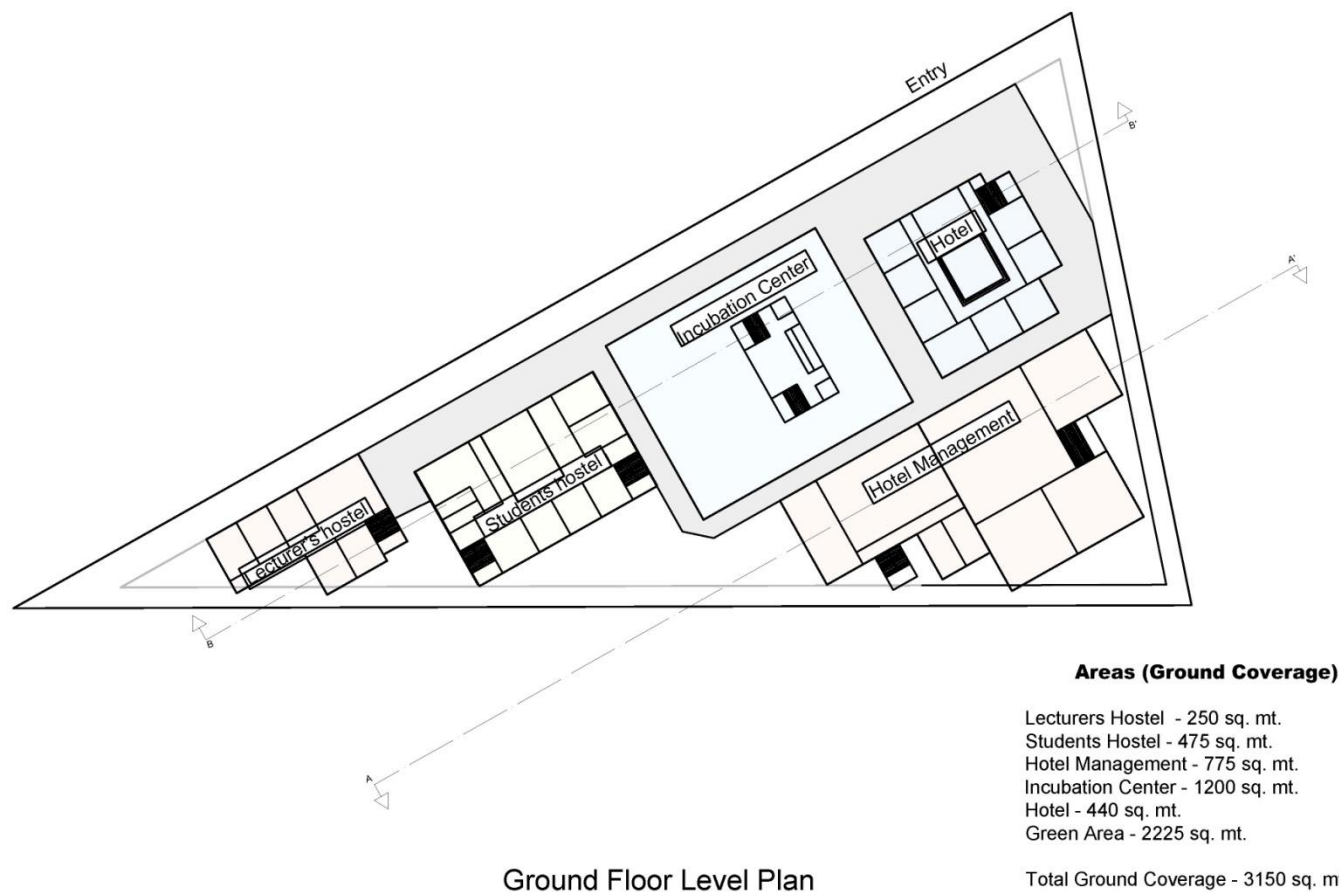 Entry
B'
A'
Hotel
Incubation Center
Hotel Management
Students hostel
Lecturer's hostel
B
A
Areas (Ground Coverage)
Lecturers Hostel - 250 sq. mt.
Students Hostel - 475 sq. mt.
Hotel Management - 775 sq. mt.
Incubation Center - 1200 sq. mt.
Hotel - 440 sq. mt.
Green Area - 2225 sq. mt.
Total Ground Coverage - 3150 sq. m
Ground Floor Level Plan